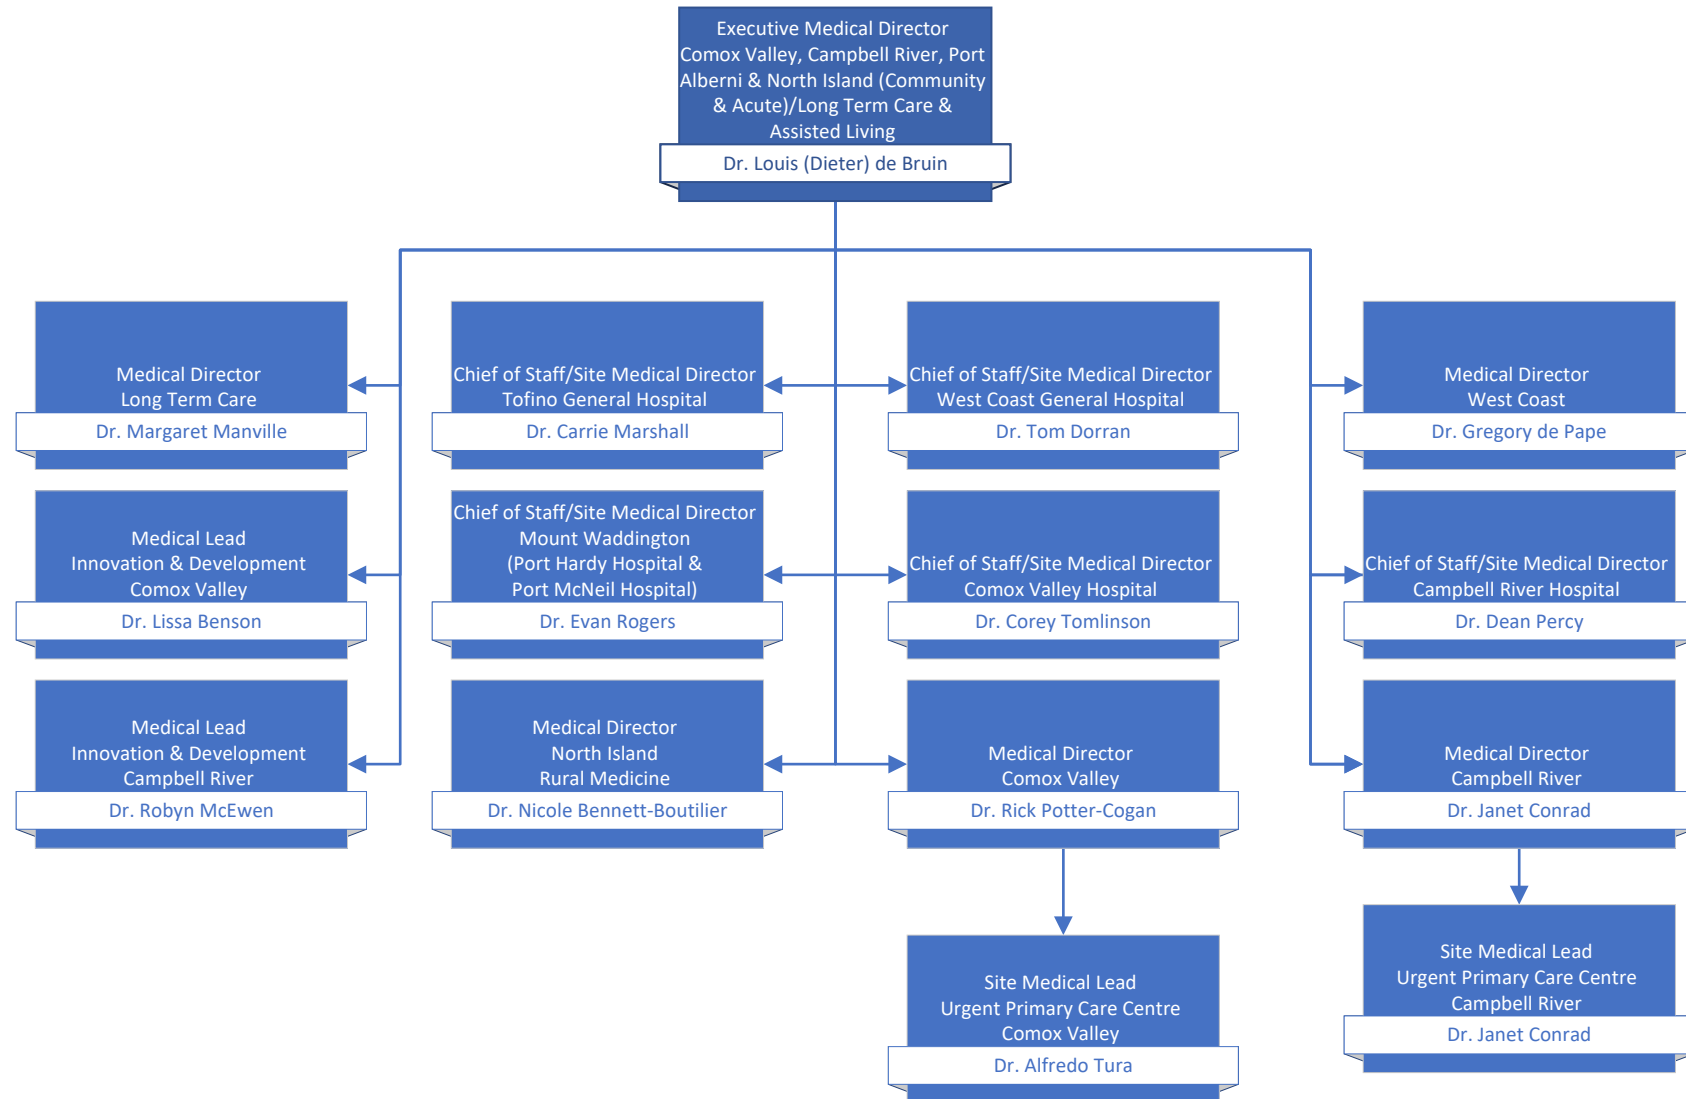 Executive Medical Director
Comox Valley, Campbell River, Port
Alberni & North Island (Community
& Acute)/Long Term Care &
Assisted Living
Dr. Louis (Dieter) de Bruin
Medical Director
Long Term Care
Dr. Margaret Manville
Chief of Staff/Site Medical Director
Tofino General Hospital
Dr. Carrie Marshall
Chief of Staff/Site Medical Director
West Coast General Hospital
Dr. Tom Dorran
Medical Director
West Coast
Dr. Gregory de Pape
Medical Lead
Innovation & Development
Comox Valley
Dr. Lissa Benson
Chief of Staff/Site Medical Director
Mount Waddington
(Port Hardy Hospital &
Port McNeil Hospital)
Dr. Evan Rogers
Chief of Staff/Site Medical Director
Comox Valley Hospital
Dr. Corey Tomlinson
Chief of Staff/Site Medical Director
Campbell River Hospital
Dr. Dean Percy
Medical Lead
Innovation & Development
Campbell River
Dr. Robyn McEwen
Medical Director
North Island
Rural Medicine
Dr. Nicole Bennett-Boutilier
Medical Director
Comox Valley
Dr. Rick Potter-Cogan
Medical Director
Campbell River
Dr. Janet Conrad
Site Medical Lead
Urgent Primary Care Centre
Comox Valley
Dr. Alfredo Tura
Site Medical Lead
Urgent Primary Care Centre
Campbell River
Dr. Janet Conrad